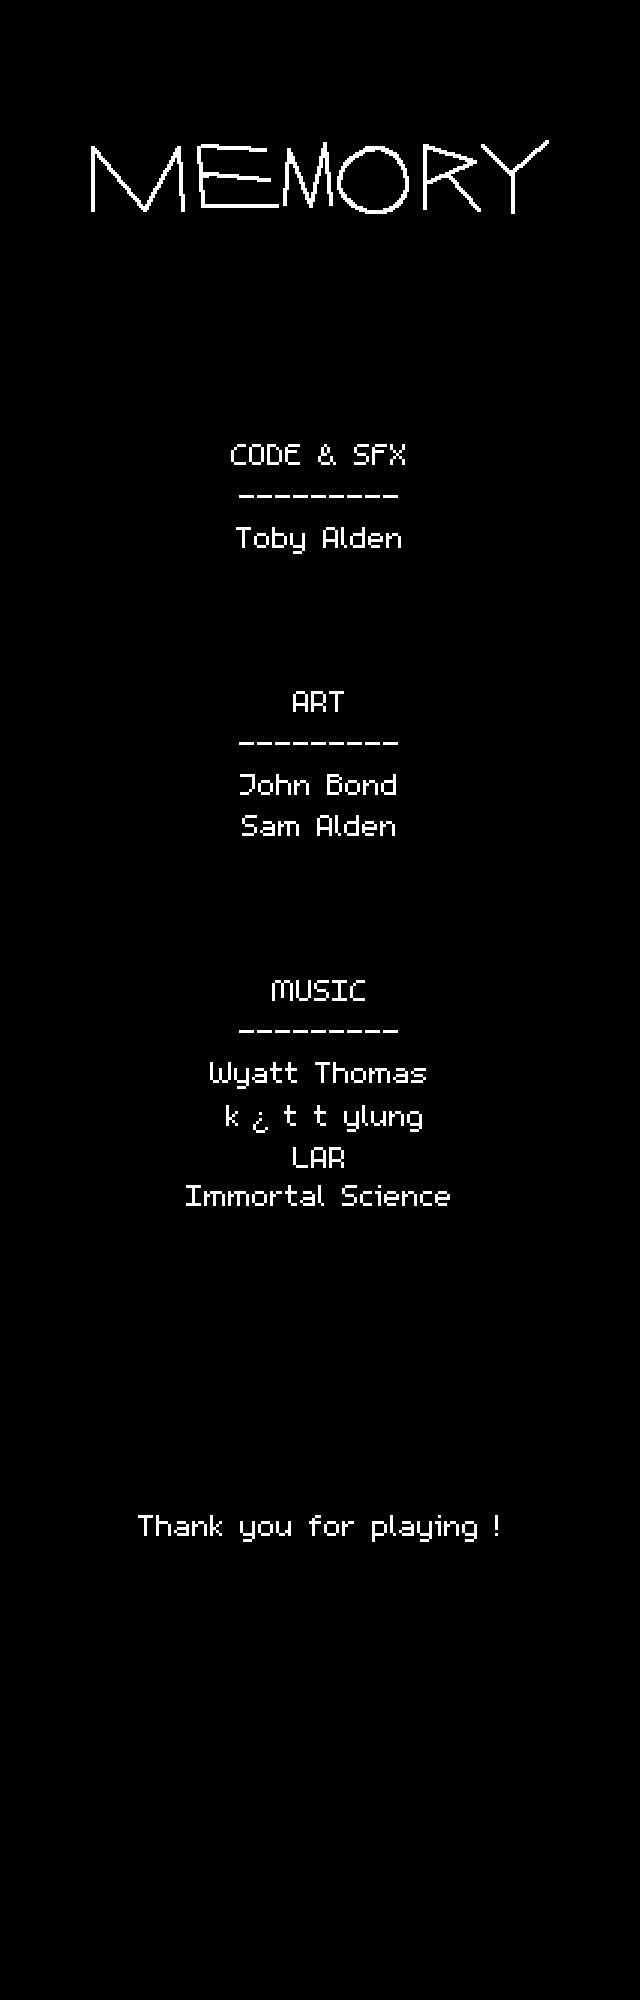 MEMORY
CODE & SFX
---------
Toby Alden
ART
---------
John Bond
Sam Alden
MUSIC
---------
Wyatt Thomas
k ¿ t t ylung
LAR
Immortal Science
Thank you for playing !